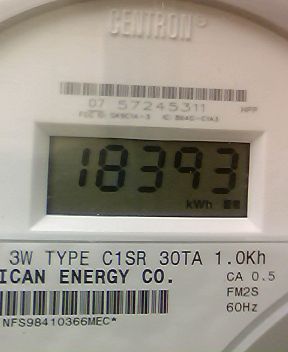 CENTRON®
07 57245311
18393
kWh
3W TYPE C1SR 30TA 1.0Kh
ICAN ENERGY CO. CA 0.5
FM2S
NFS98410366MEC* 60Hz